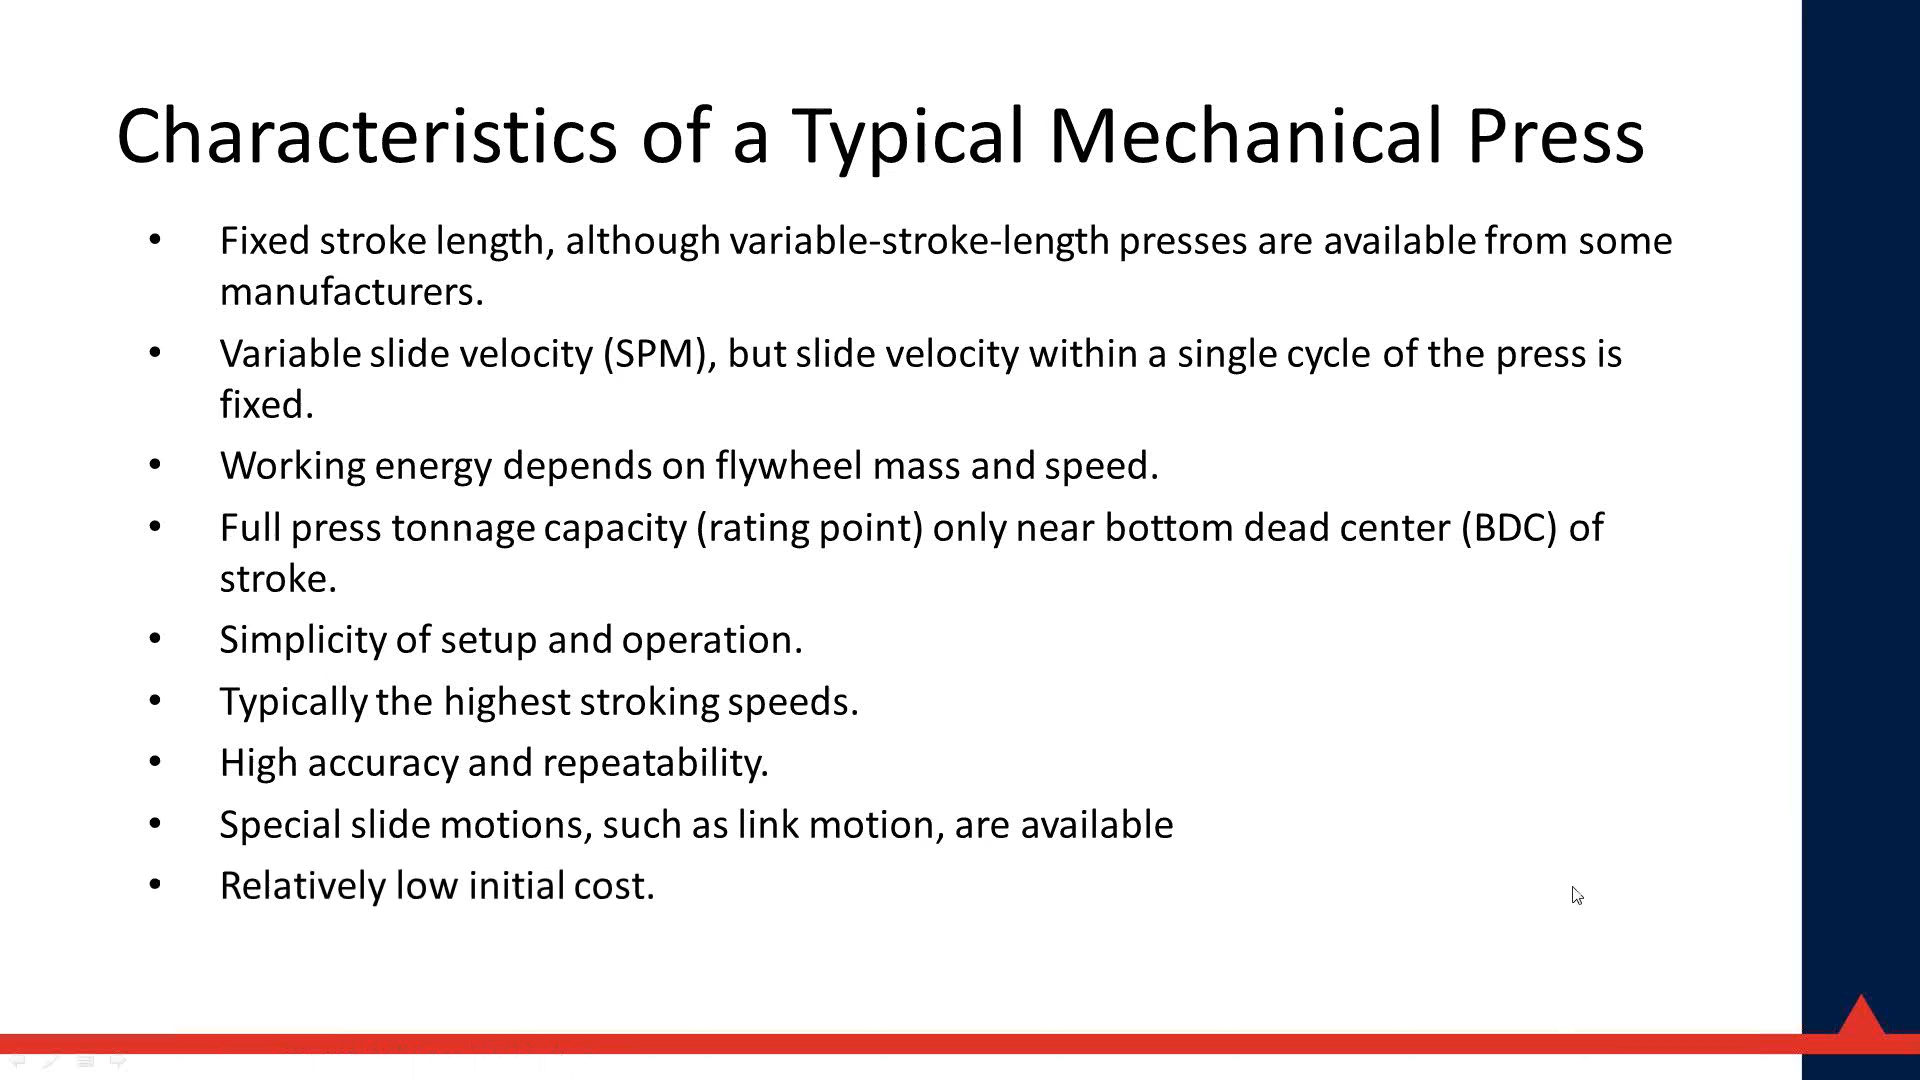 Characteristics of a Typical Mechanical Press
• Fixed stroke length, although variable-stroke-length presses are available from some
manufacturers.
• Variable slide velocity (SPM), but slide velocity within a single cycle of the press is
fixed.
• Working energy depends on flywheel mass and speed.
• Full press tonnage capacity (rating point) only near bottom dead center (BDC) of
stroke.
• Simplicity of setup and operation.
• Typically the highest stroking speeds.
• High accuracy and repeatability.
• Special slide motions, such as link motion, are available
• Relatively low initial cost.